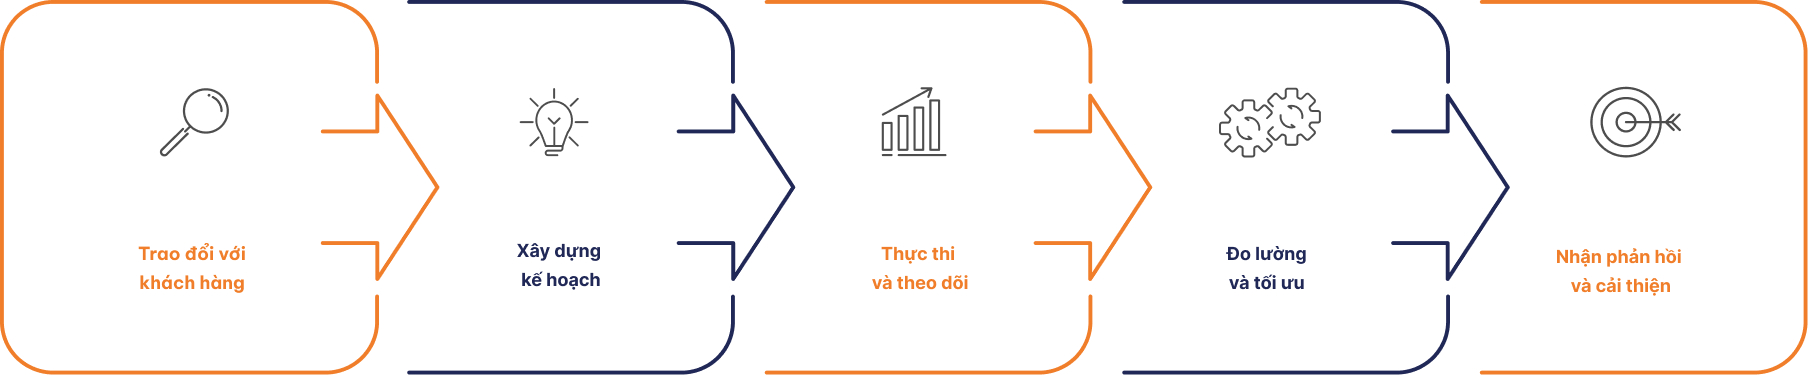 Trao đổi với
khách hàng
Xây dựng
kế hoạch
Thực thi
và theo dõi
Đo lường
và tối ưu
Nhận phản hồi
và cải thiện